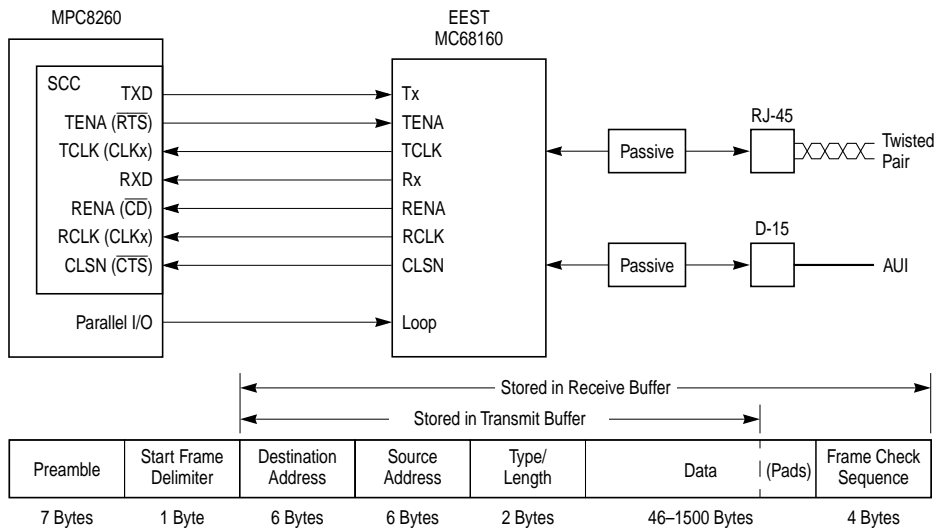 MPC8260
EEST
MC68160
SCC
TXD
Tx
TENA (RTS)
TENA
TCLK (CLKx)
TCLK
RXD
Rx
RENA (CD)
RENA
RCLK (CLKx)
RCLK
CLSN (CTS)
CLSN
Parallel I/O
Loop
Passive
RJ-45
Twisted
Pair
Passive
D-15
AUI
Stored in Receive Buffer
Stored in Transmit Buffer
Preamble
Start Frame
Delimiter
Destination
Address
Source
Address
Type/
Length
Data
(Pads)
Frame Check
Sequence
7 Bytes
1 Byte
6 Bytes
6 Bytes
2 Bytes
46–1500 Bytes
4 Bytes